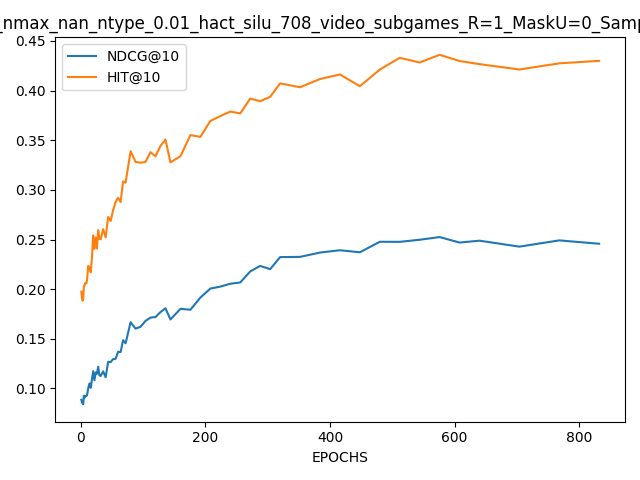 _nmax_nan_ntype_0.01_hact_silu_708_video_subgames_R=1_MaskU=0_Samp
NDCG@10
HIT@10
0.45
0.40
0.35
0.30
0.25
0.20
0.15
0.10
0 200 400 600 800
EPOCHS